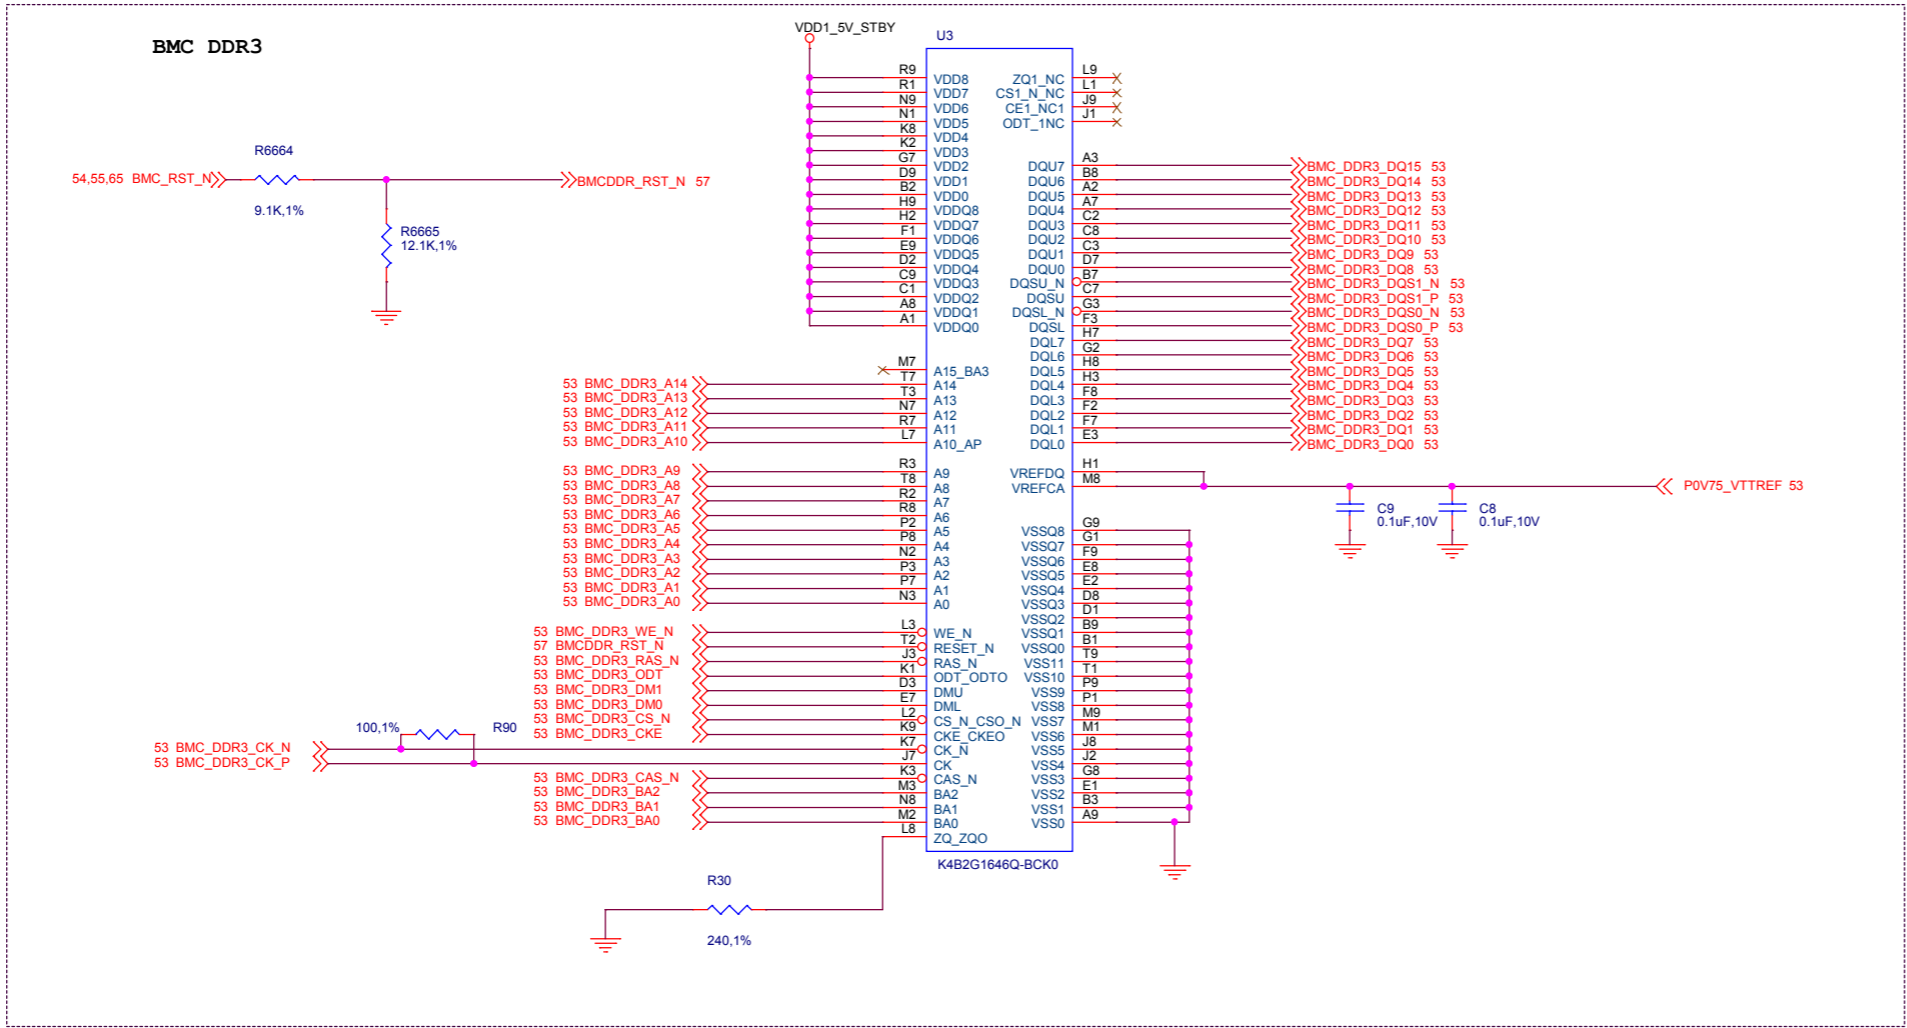 BMC DDR3
VDD1_5V_STBY
U3
R6664
54,55,65 BMC_RST_N
BMCDDR_RST_N 57
9.1K,1%
R6665
12.1K,1%
R9 VDD8
R1 VDD7
N9 VDD6
N1 VDD5
K8 VDD4
K2 VDD3
G7 VDD2
D9 VDD1
B2 VDD0
H9 VDDQ8
H2 VDDQ7
F1 VDDQ6
E9 VDDQ5
D2 VDDQ4
C9 VDDQ3
C1 VDDQ2
A8 VDDQ1
A1 VDDQ0
M7 A15_BA3
53 BMC_DDR3_A14 T7 A14
53 BMC_DDR3_A13 T3 A13
53 BMC_DDR3_A12 N7 A12
53 BMC_DDR3_A11 R7 A11
53 BMC_DDR3_A10 L7 A10_AP
53 BMC_DDR3_A9 R3 A9
53 BMC_DDR3_A8 T8 A8
53 BMC_DDR3_A7 R2 A7
53 BMC_DDR3_A6 R8 A6
53 BMC_DDR3_A5 P2 A5
53 BMC_DDR3_A4 P8 A4
53 BMC_DDR3_A3 N2 A3
53 BMC_DDR3_A2 P3 A2
53 BMC_DDR3_A1 P7 A1
53 BMC_DDR3_A0 N3 A0
53 BMC_DDR3_WE_N L3 WE_N
57 BMCDDR_RST_N T2 RESET_N
53 BMC_DDR3_RAS_N J3 RAS_N
53 BMC_DDR3_ODT K1 ODT_ODTO
53 BMC_DDR3_DM1 D3 DMU
53 BMC_DDR3_DM0 E7 DML
53 BMC_DDR3_CS_N L2 CS_N_CSO_N
53 BMC_DDR3_CKE K9 CKE_CKEO
100,1% R90
53 BMC_DDR3_CK_N K7 CK_N
53 BMC_DDR3_CK_P J7 CK
53 BMC_DDR3_CAS_N K3 CAS_N
53 BMC_DDR3_BA2 M3 BA2
53 BMC_DDR3_BA1 N8 BA1
53 BMC_DDR3_BA0 M2 BA0
L8 ZQ_ZQO
R30
240,1%
ZQ1_NC L9
CS1_N_NC L1
CE1_NC1 J9
ODT_1NC J1
DQU7 A3 BMC_DDR3_DQ15 53
DQU6 B8 BMC_DDR3_DQ14 53
DQU5 A2 BMC_DDR3_DQ13 53
DQU4 A7 BMC_DDR3_DQ12 53
DQU3 C2 BMC_DDR3_DQ11 53
DQU2 C8 BMC_DDR3_DQ10 53
DQU1 C3 BMC_DDR3_DQ9 53
DQU0 D7 BMC_DDR3_DQ8 53
DQSU_N B7 BMC_DDR3_DQS1_N 53
DQSU C7 BMC_DDR3_DQS1_P 53
DQSL_N G3 BMC_DDR3_DQS0_N 53
DQSL F3 BMC_DDR3_DQS0_P 53
DQL7 H7 BMC_DDR3_DQ7 53
DQL6 G2 BMC_DDR3_DQ6 53
DQL5 H8 BMC_DDR3_DQ5 53
DQL4 H3 BMC_DDR3_DQ4 53
DQL3 F8 BMC_DDR3_DQ3 53
DQL2 F2 BMC_DDR3_DQ2 53
DQL1 F7 BMC_DDR3_DQ1 53
DQL0 E3 BMC_DDR3_DQ0 53
VREFDQ H1
VREFCA M8 P0V75_VTTREF 53
C9
0.1uF,10V
C8
0.1uF,10V
VSSQ8 G9
VSSQ7 G1
VSSQ6 F9
VSSQ5 E8
VSSQ4 E2
VSSQ3 D8
VSSQ2 D1
VSSQ1 B9
VSSQ0 B1
VSS11 T9
VSS10 T1
VSS9 P9
VSS8 P1
VSS7 M9
VSS6 M1
VSS5 J8
VSS4 J2
VSS3 G8
VSS2 E1
VSS1 B3
VSS0 A9
K4B2G1646Q-BCK0